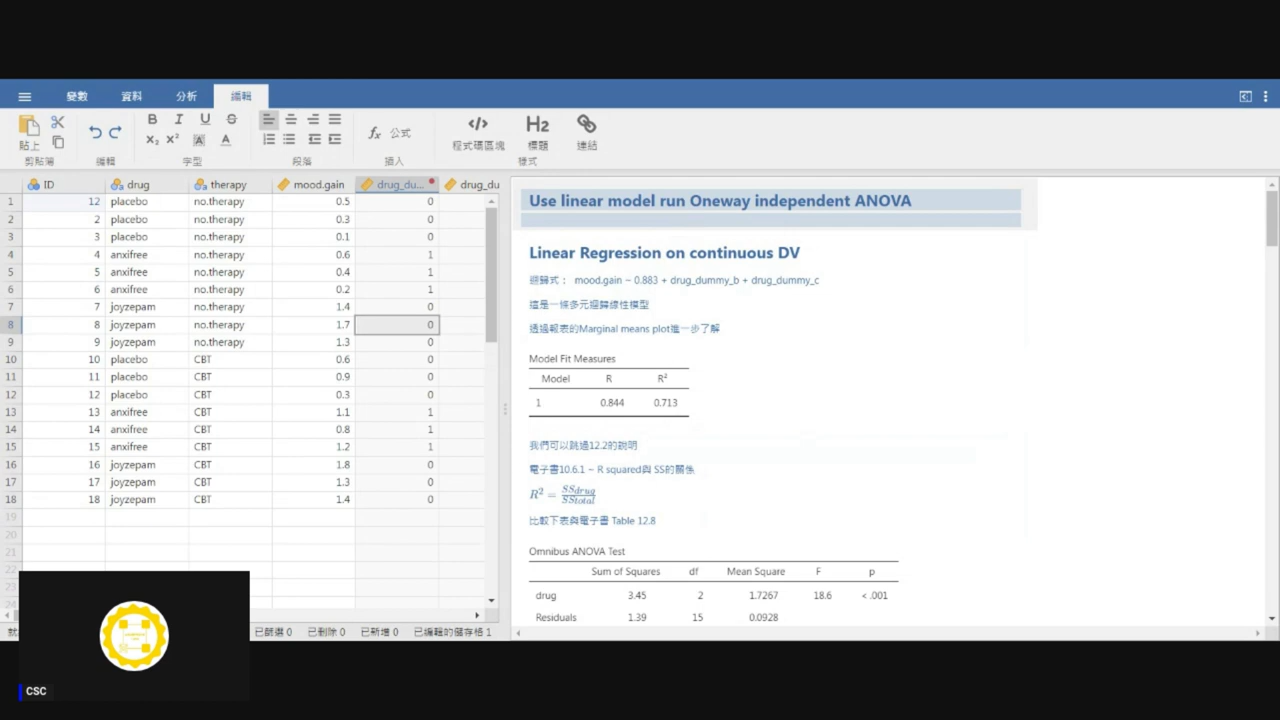 變數 資料 分析 編輯
貼上 剪貼簿 編輯 B I U S X₂ X² A A 字型 段落 fx 公式 插入 </> 程式碼區塊 H2 標題 連結 樣式
ID drug therapy mood.gain drug_du... drug_du
1 12 placebo no.therapy 0.5 0
2 2 placebo no.therapy 0.3 0
3 3 placebo no.therapy 0.1 0
4 4 anxifree no.therapy 0.6 1
5 5 anxifree no.therapy 0.4 1
6 6 anxifree no.therapy 0.2 1
7 7 joyzepam no.therapy 1.4 0
8 8 joyzepam no.therapy 1.7 0
9 9 joyzepam no.therapy 1.3 0
10 10 placebo CBT 0.6 0
11 11 placebo CBT 0.9 0
12 12 placebo CBT 0.3 0
13 13 anxifree CBT 1.1 1
14 14 anxifree CBT 0.8 1
15 15 anxifree CBT 1.2 1
16 16 joyzepam CBT 1.8 0
17 17 joyzepam CBT 1.3 0
18 18 joyzepam CBT 1.4 0
19
20
21
22
23
24
已篩選 0 已刪除 0 已新增 0 已編輯的儲存格 1
CSC
Use linear model run Oneway independent ANOVA
Linear Regression on continuous DV
迴歸式： mood.gain ~ 0.883 + drug_dummy_b + drug_dummy_c
這是一條多元迴歸線性模型
透過報表的Marginal means plot進一步了解
Model Fit Measures
Model R R²
1 0.844 0.713
我們可以跳過12.2的說明
電子書10.6.1 ~ R squared與 SS的關係
R² = SSdrug / SStotal
比較下表與電子書 Table 12.8
Omnibus ANOVA Test
Sum of Squares df Mean Square F p
drug 3.45 2 1.7267 18.6 < .001
Residuals 1.39 15 0.0928